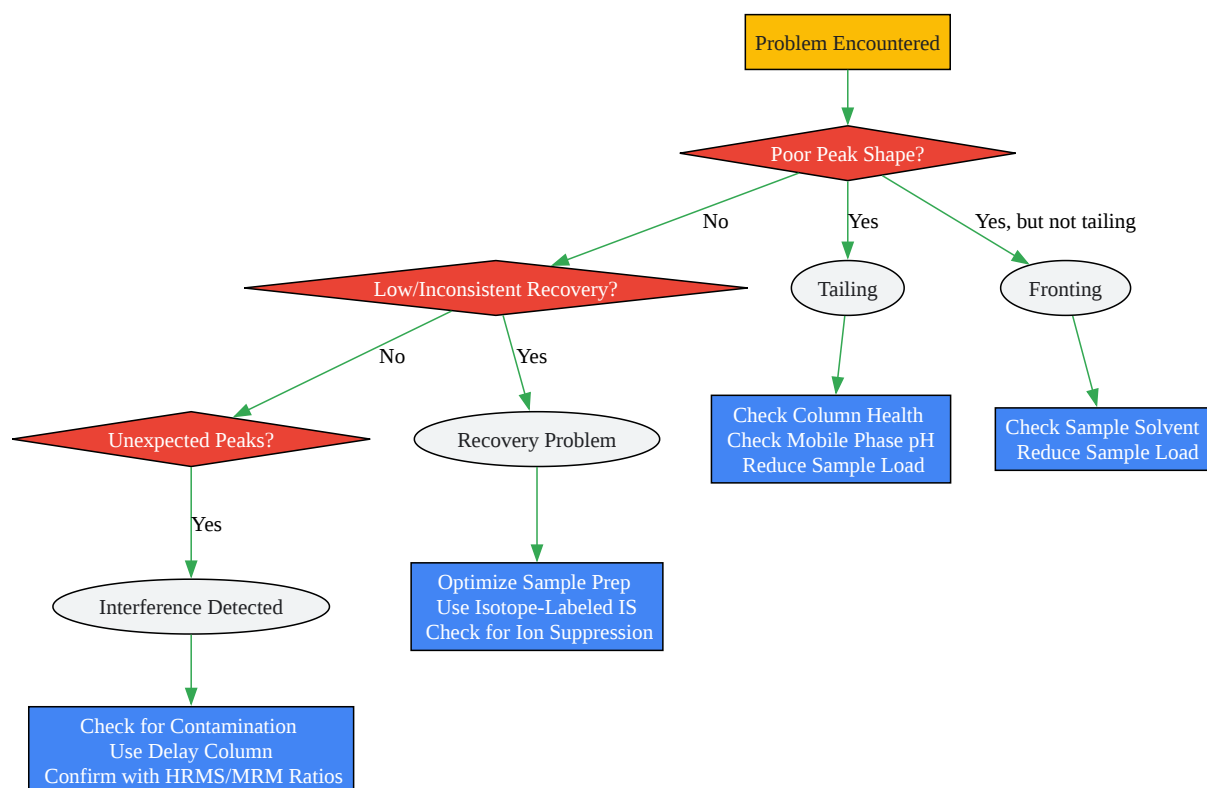 Problem Encountered
Poor Peak Shape?
No
Yes
Yes, but not tailing
Low/Inconsistent Recovery?
Tailing
Fronting
No
Yes
Check Column Health
Check Mobile Phase pH
Reduce Sample Load
Check Sample Solvent
Reduce Sample Load
Unexpected Peaks?
Recovery Problem
Yes
Optimize Sample Prep
Use Isotope-Labeled IS
Check for Ion Suppression
Interference Detected
Check for Contamination
Use Delay Column
Confirm with HRMS/MRM Ratios